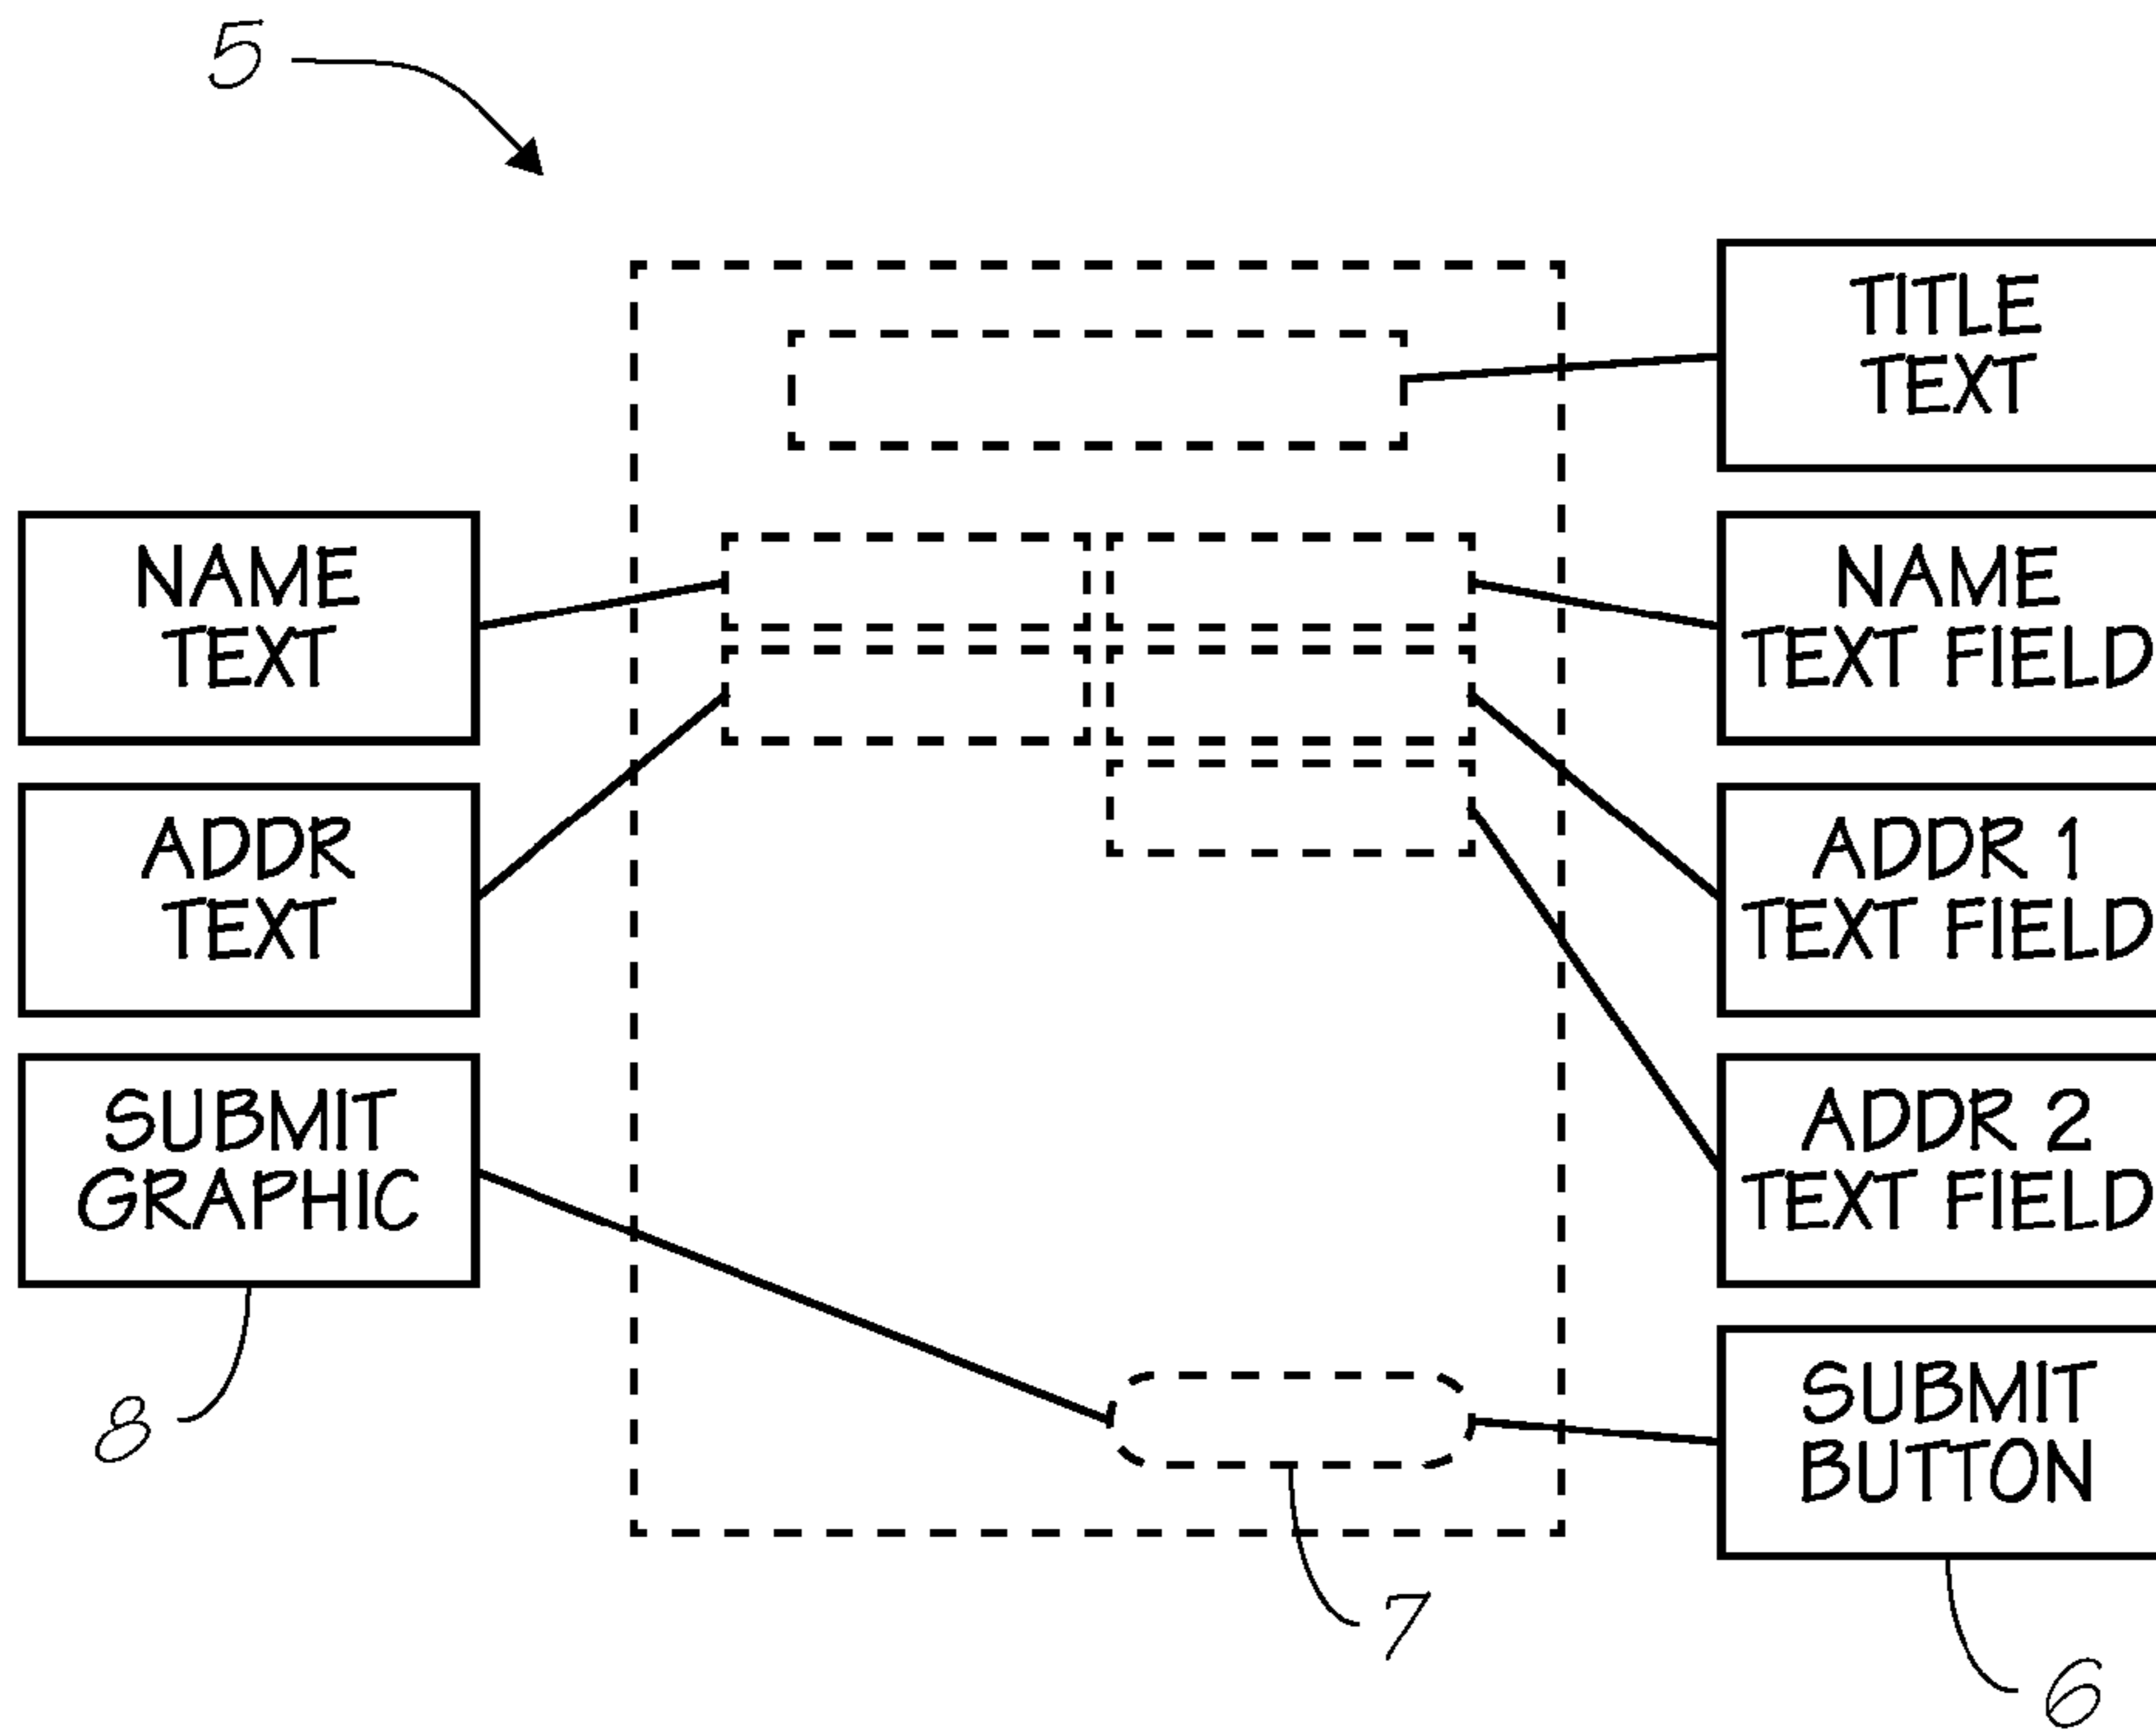 5
TITLE
TEXT
NAME
TEXT
NAME
TEXT FIELD
ADDR
TEXT
ADDR 1
TEXT FIELD
SUBMIT
GRAPHIC
ADDR 2
TEXT FIELD
SUBMIT
BUTTON
8
7
6